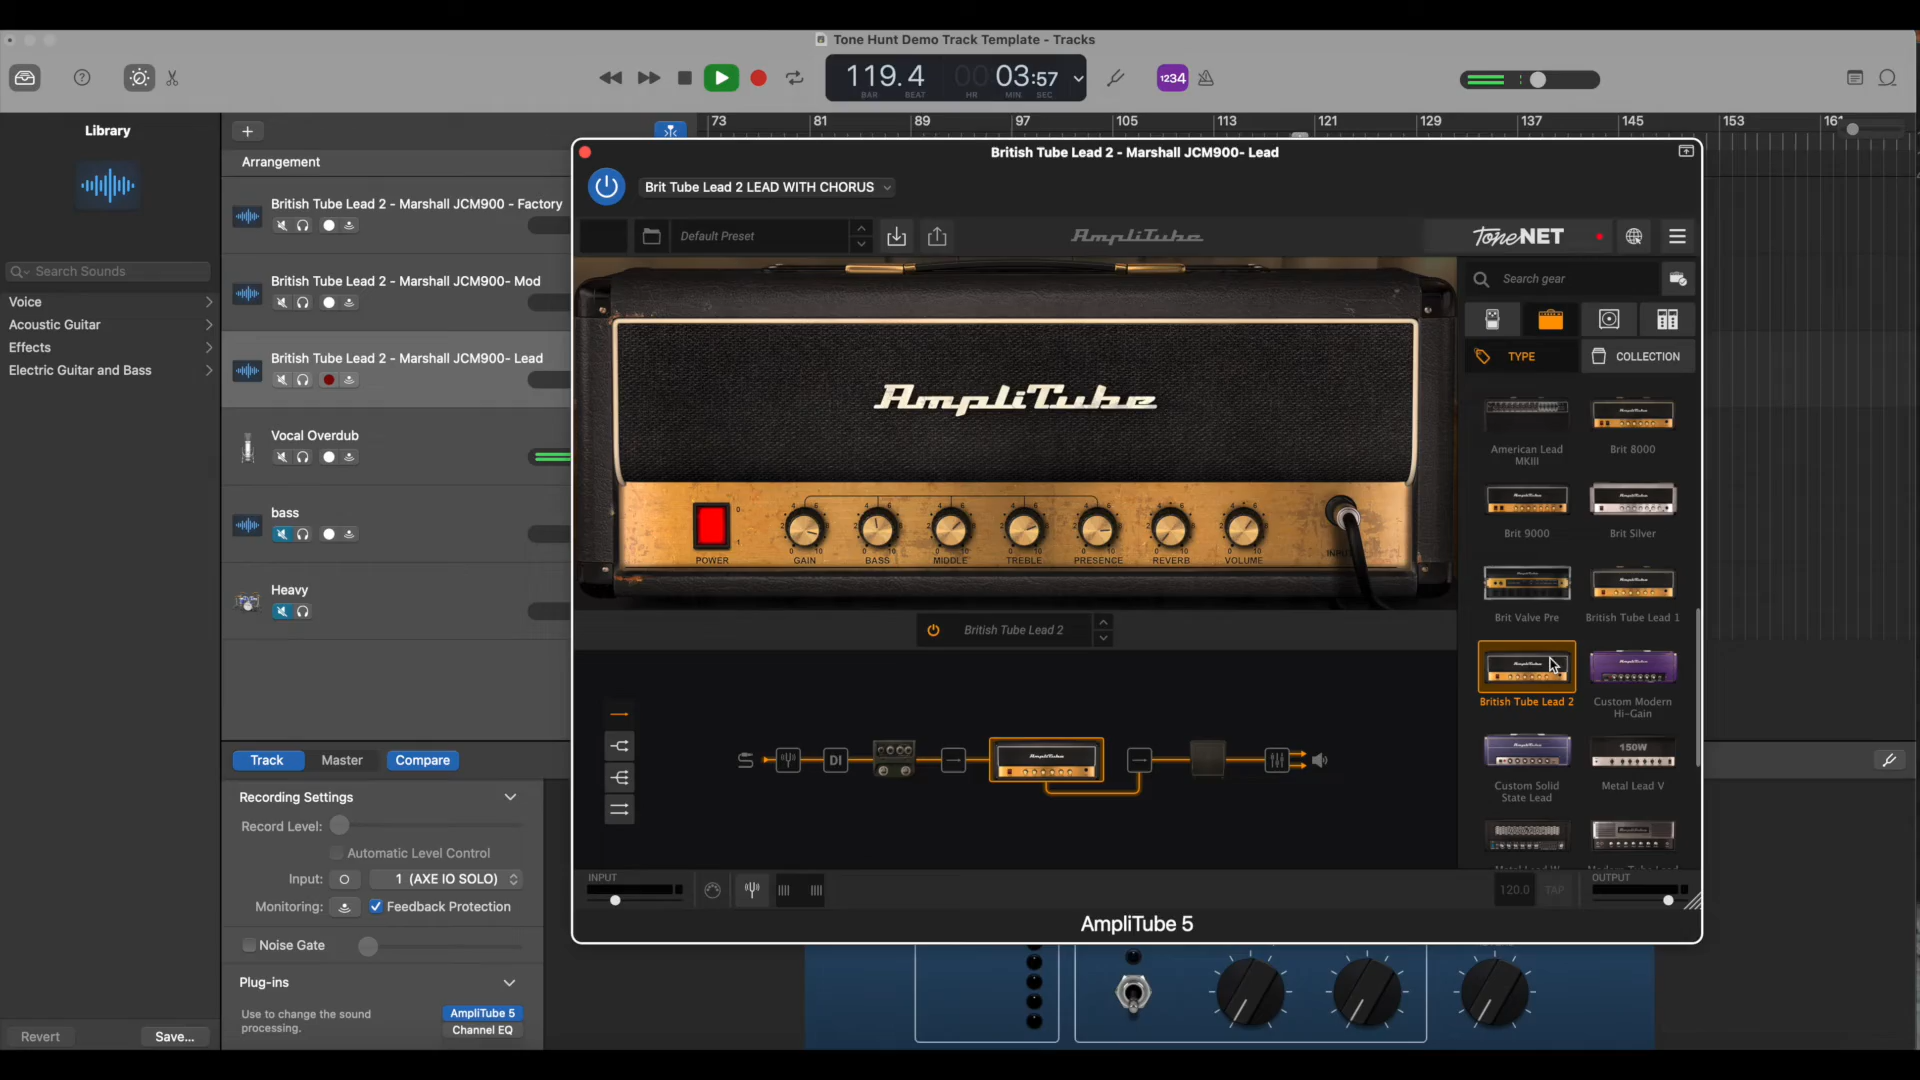 Tone Hunt Demo Track Template - Tracks
119.4
BAR
BEAT
00 03:57
HR
MIN
SEC
1234
Library
Search Sounds
Voice
Acoustic Guitar
Effects
Electric Guitar and Bass
Revert
Save...
73
81
89
97
105
113
121
129
137
145
153
Arrangement
British Tube Lead 2 - Marshall JCM900 - Factory
British Tube Lead 2 - Marshall JCM900- Mod
British Tube Lead 2 - Marshall JCM900- Lead
Vocal Overdub
bass
Heavy
Track
Master
Compare
Recording Settings
Record Level:
Automatic Level Control
Input:
1 (AXE IO SOLO)
Monitoring:
Feedback Protection
Noise Gate
Plug-ins
Use to change the sound
processing.
AmpliTube 5
Channel EQ
British Tube Lead 2 - Marshall JCM900- Lead
Brit Tube Lead 2 LEAD WITH CHORUS
Default Preset
AmpliTube
ToneNET
AmpliTube
POWER
GAIN
BASS
MIDDLE
TREBLE
PRESENCE
REVERB
VOLUME
British Tube Lead 2
DI
Search gear
TYPE
COLLECTION
American Lead
MKIII
Brit 8000
Brit 9000
Brit Silver
Brit Valve Pre
British Tube Lead 1
British Tube Lead 2
Custom Modern
Hi-Gain
150W
Custom Solid
State Lead
Metal Lead V
INPUT
120.0
TAP
OUTPUT
AmpliTube 5